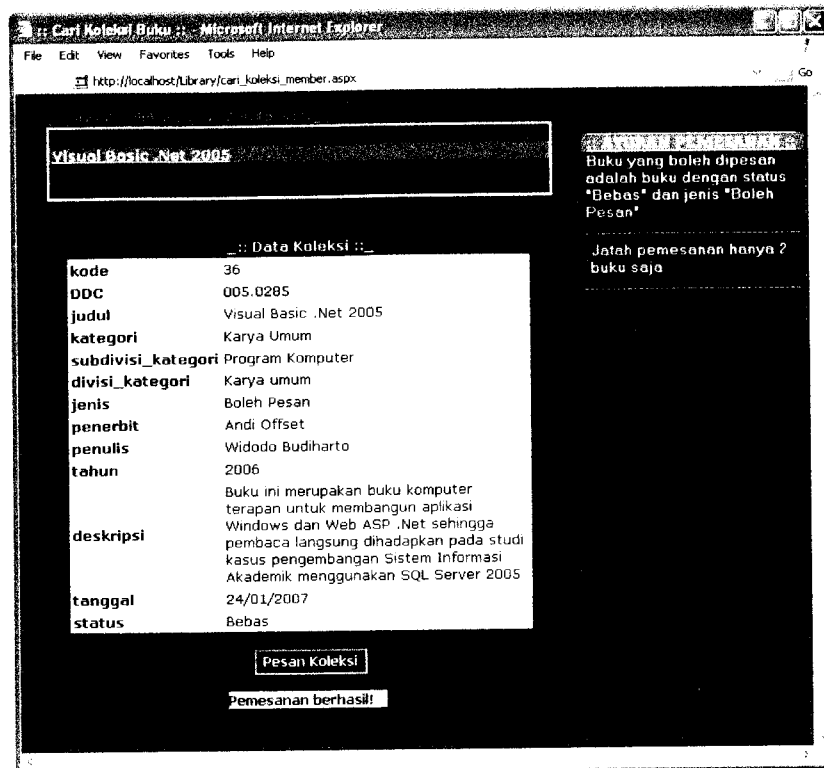 :: Cari Koleksi Buku :: - Microsoft Internet Explorer
File Edit View Favorites Tools Help
http://localhost/Library/cari_koleksi_member.aspx
Go
Visual Basic .Net 2005
:: ATURAN PEMESANAN ::
Buku yang boleh dipesan
adalah buku dengan status
"Bebas" dan jenis "Boleh
Pesan"
Jatah pemesanan hanya 2
buku saja
_:: Data Koleksi ::_
kode 36
DDC 005.0285
judul Visual Basic .Net 2005
kategori Karya Umum
subdivisi_kategori Program Komputer
divisi_kategori Karya umum
jenis Boleh Pesan
penerbit Andi Offset
penulis Widodo Budiharto
tahun 2006
deskripsi Buku ini merupakan buku komputer
terapan untuk membangun aplikasi
Windows dan Web ASP .Net sehingga
pembaca langsung dihadapkan pada studi
kasus pengembangan Sistem Informasi
Akademik menggunakan SQL Server 2005
tanggal 24/01/2007
status Bebas
Pesan Koleksi
Pemesanan berhasil!